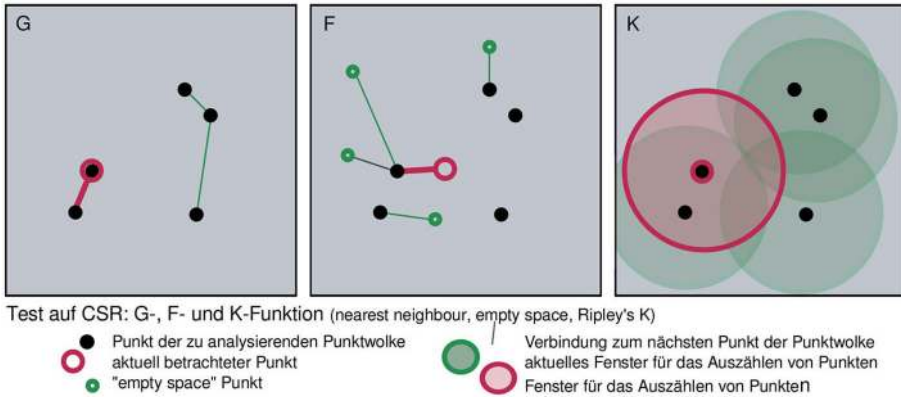 G
F
K
Test auf CSR: G-, F- und K-Funktion (nearest neighbour, empty space, Ripley's K)
Punkt der zu analysierenden Punktwolke
aktuell betrachteter Punkt
"empty space" Punkt
Verbindung zum nächsten Punkt der Punktwolke
aktuelles Fenster für das Auszählen von Punkten
Fenster für das Auszählen von Punkten